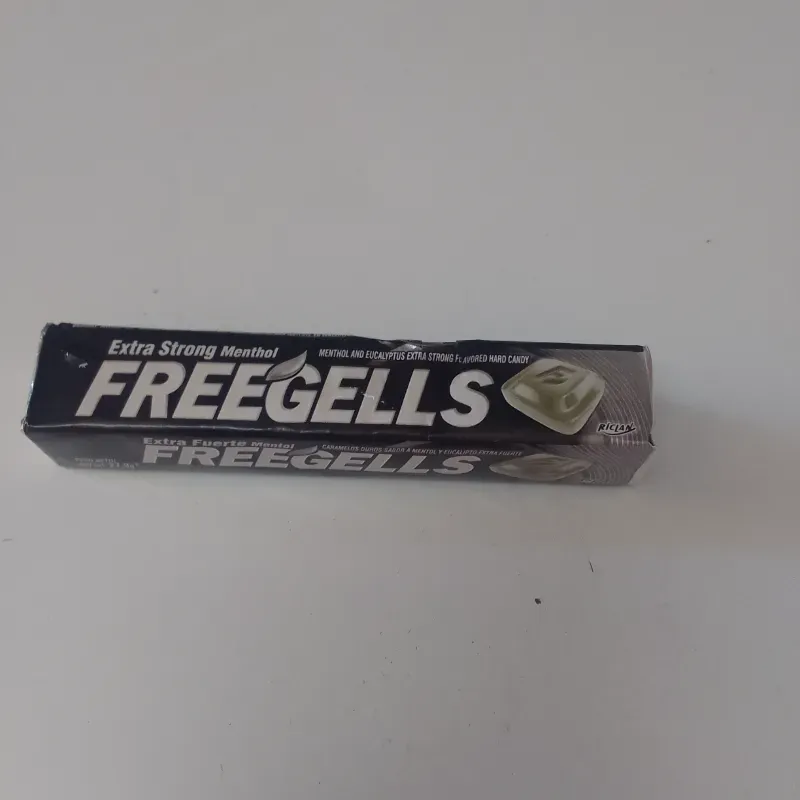 Extra Strong Menthol
MENTHOL AND EUCALYPTUS EXTRA STRONG FLAVORED HARD CANDY
FREEGELLS
RICLAN
Extra Fuerte Mentol
CARAMELOS DUROS SABOR A MENTOL Y EUCALIPTO EXTRA FUERTE
FREEGELLS